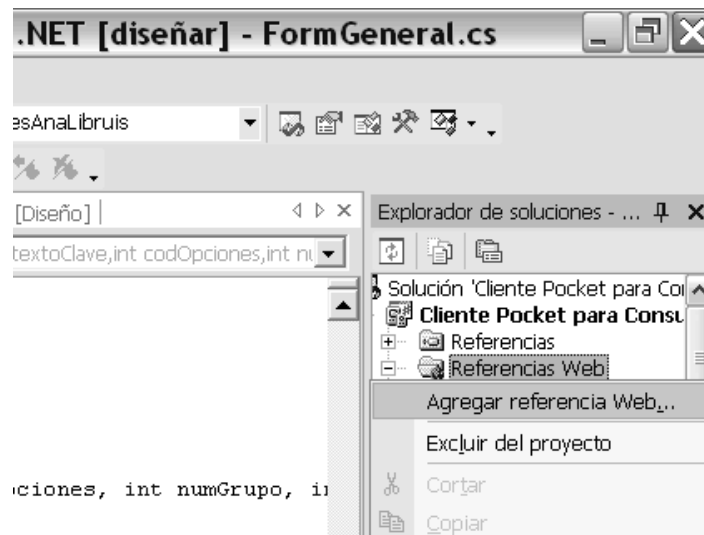 .NET [diseñar] - FormGeneral.cs
esAnaLibruis
[Diseño]
Explorador de soluciones - ...
textoClave,int codOpciones,int nu
Solución 'Cliente Pocket para Con
Cliente Pocket para Consu
Referencias
Referencias Web
Agregar referencia Web...
Excluir del proyecto
ciones, int numGrupo, in
Cortar
Copiar